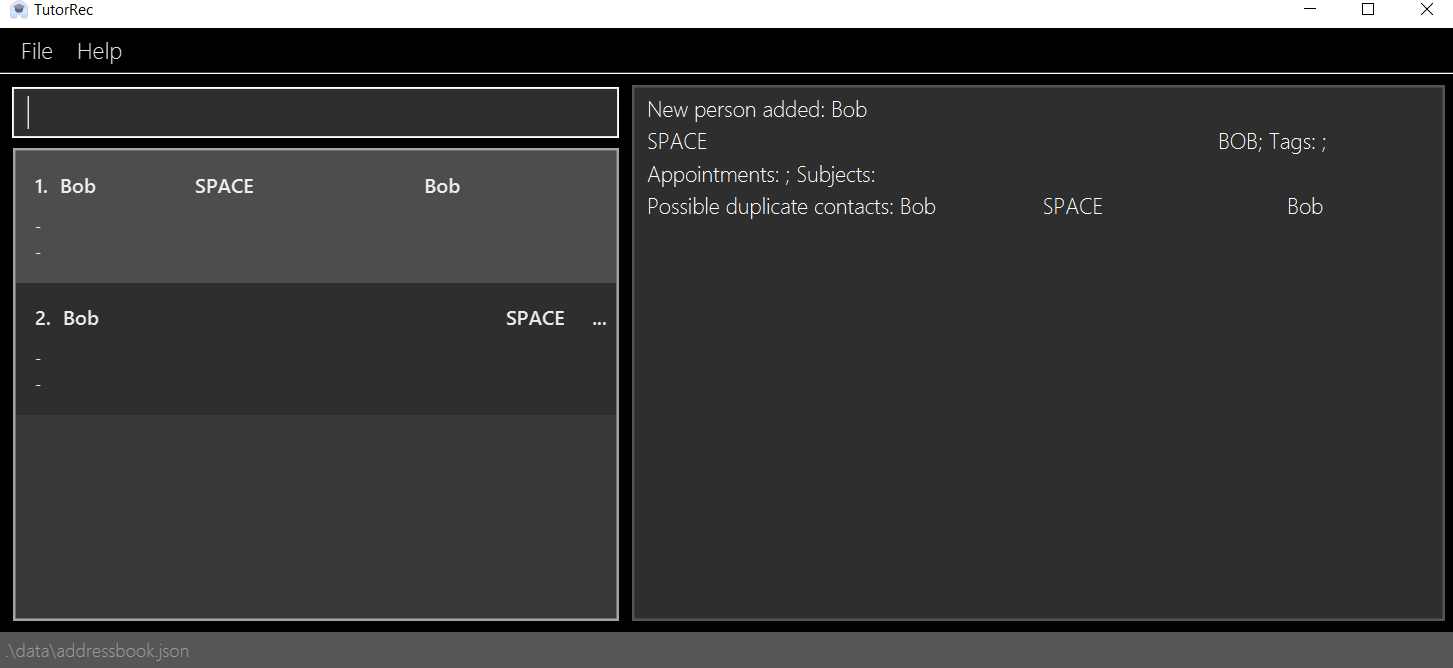 TutorRec
File Help
1. Bob SPACE Bob
-
-
2. Bob SPACE ...
-
-
New person added: Bob
SPACE BOB; Tags: ;
Appointments: ; Subjects:
Possible duplicate contacts: Bob SPACE Bob
.\data\addressbook.json